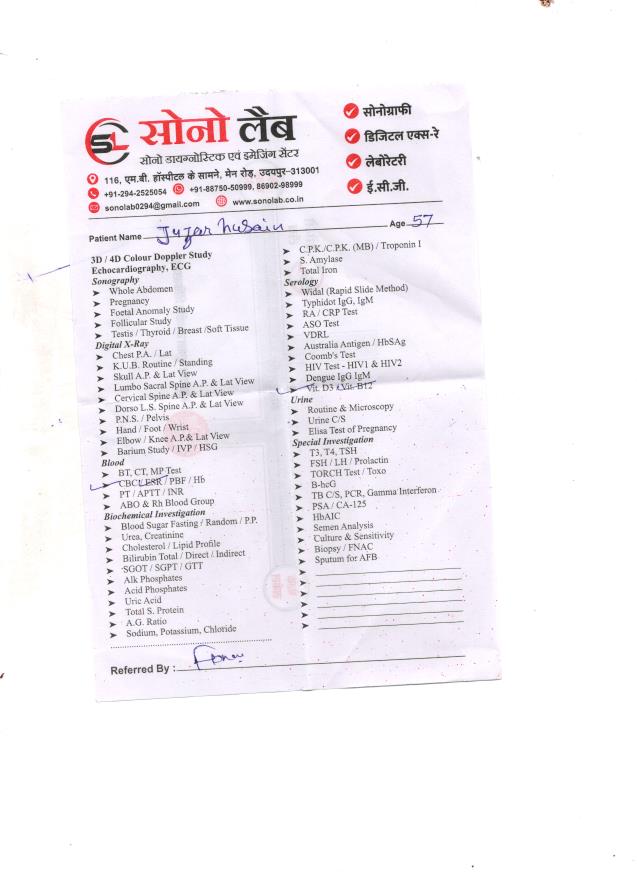 सोनो लैब
सोनो डायग्नोस्टिक एवं इमेजिंग सेंटर
116, एम.बी. हॉस्पीटल के सामने, मेन रोड़, उदयपुर-313001
+91-294-2525054 +91-88750-50999, 86902-98999
sonolab0294@gmail.com www.sonolab.co.in
सोनोग्राफी
डिजिटल एक्स-रे
लेबोरेटरी
ई.सी.जी.
Patient Name Juzar Husain Age 57
3D / 4D Colour Doppler Study
Echocardiography, ECG
Sonography
Whole Abdomen
Pregnancy
Foetal Anomaly Study
Follicular Study
Testis / Thyroid / Breast /Soft Tissue
Digital X-Ray
Chest P.A. / Lat
K.U.B. Routine / Standing
Skull A.P. & Lat View
Lumbo Sacral Spine A.P. & Lat View
Cervical Spine A.P. & Lat View
Dorso L.S. Spine A.P. & Lat View
P.N.S. / Pelvis
Hand / Foot / Wrist
Elbow / Knee A.P.& Lat View
Barium Study / IVP / HSG
Blood
BT, CT, MP Test
CBC/ ESR / PBF / Hb
PT / APTT / INR
ABO & Rh Blood Group
Biochemical Investigation
Blood Sugar Fasting / Random / P.P.
Urea, Creatinine
Cholesterol / Lipid Profile
Bilirubin Total / Direct / Indirect
SGOT / SGPT / GTT
Alk Phosphates
Acid Phosphates
Uric Acid
Total S. Protein
A.G. Ratio
Sodium, Potassium, Chloride
C.P.K./C.P.K. (MB) / Troponin I
S. Amylase
Total Iron
Serology
Widal (Rapid Slide Method)
Typhidot IgG, IgM
RA / CRP Test
ASO Test
VDRL
Australia Antigen / HbSAg
Coomb's Test
HIV Test - HIV1 & HIV2
Dengue IgG IgM
Vit. D3 / Vit. B12
Urine
Routine & Microscopy
Urine C/S
Elisa Test of Pregnancy
Special Investigation
T3, T4, TSH
FSH / LH / Prolactin
TORCH Test / Toxo
B-hcG
TB C/S, PCR, Gamma Interferon
PSA / CA-125
HbAIC
Semen Analysis
Culture & Sensitivity
Biopsy / FNAC
Sputum for AFB
Referred By :